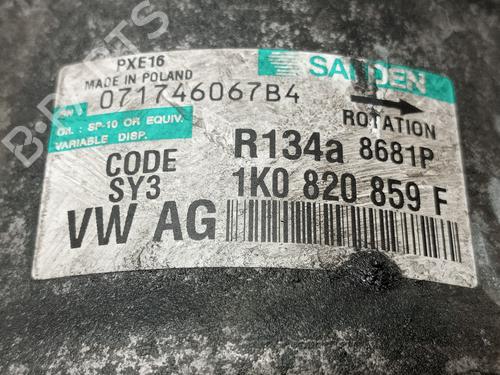 PXE16
MADE IN POLAND
SANDEN
071746067B4
ROTATION
OIL : SP-10 OR EQUIV.
VARIABLE DISP.
R134a 8681P
CODE
SY3
1K0 820 859 F
VW AG
B-PARTS